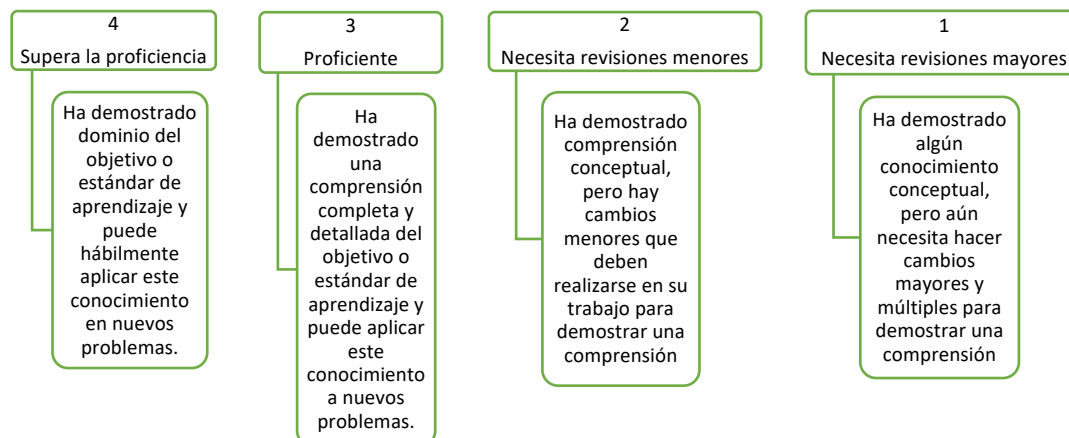 4
Supera la proficiencia
Ha demostrado
dominio del
objetivo o
estándar de
aprendizaje y
puede
hábilmente
aplicar este
conocimiento
en nuevos
problemas.
3
Proficiente
Ha
demostrado
una
comprensión
completa y
detallada del
objetivo o
estándar de
aprendizaje y
puede aplicar
este
conocimiento
a nuevos
problemas.
2
Necesita revisiones menores
Ha demostrado
comprensión
conceptual,
pero hay
cambios
menores que
deben
realizarse en su
trabajo para
demostrar una
comprensión
1
Necesita revisiones mayores
Ha demostrado
algún
conocimiento
conceptual,
pero aún
necesita hacer
cambios
mayores y
múltiples para
demostrar una
comprensión